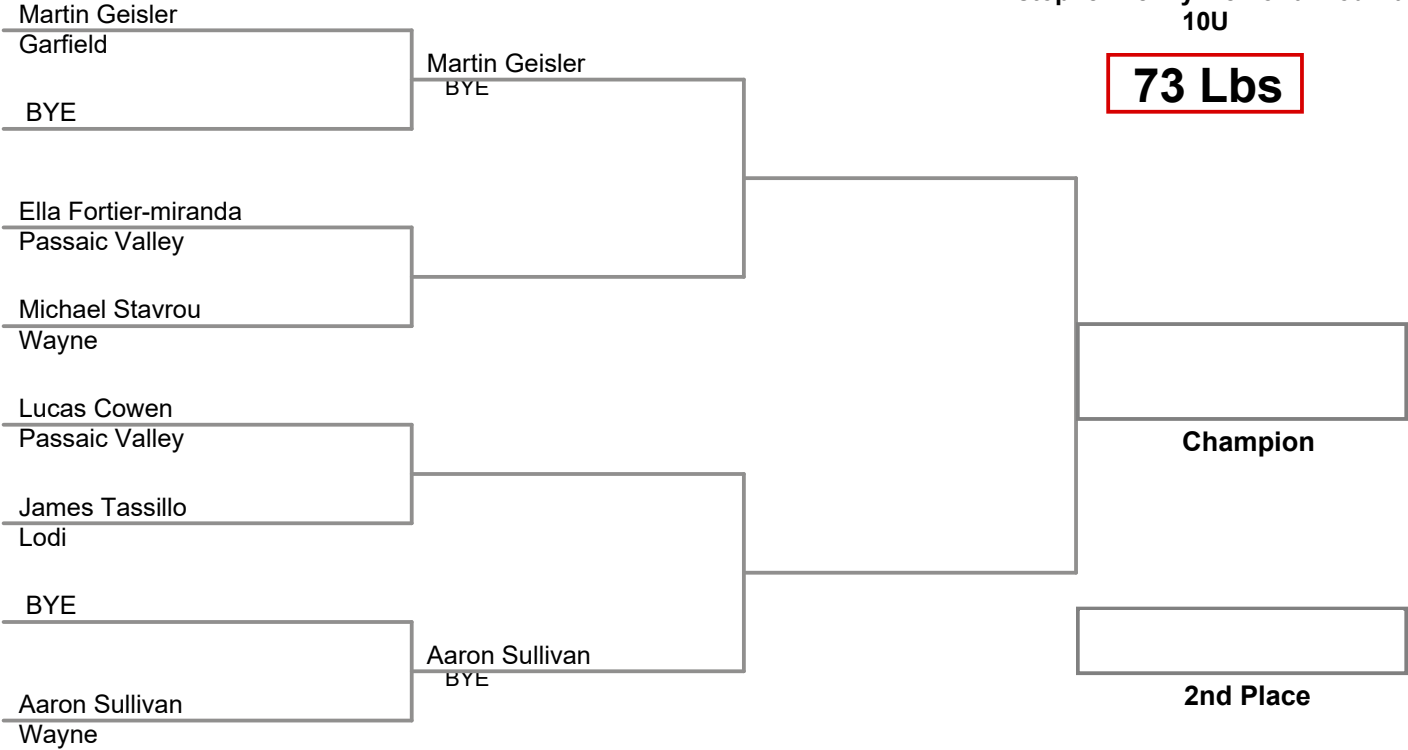 10U
73 Lbs
Martin Geisler
Garfield
BYE
Martin Geisler
BYE
Ella Fortier-miranda
Passaic Valley
Michael Stavrou
Wayne
Lucas Cowen
Passaic Valley
James Tassillo
Lodi
BYE
Aaron Sullivan
Wayne
Aaron Sullivan
BYE
Champion
2nd Place